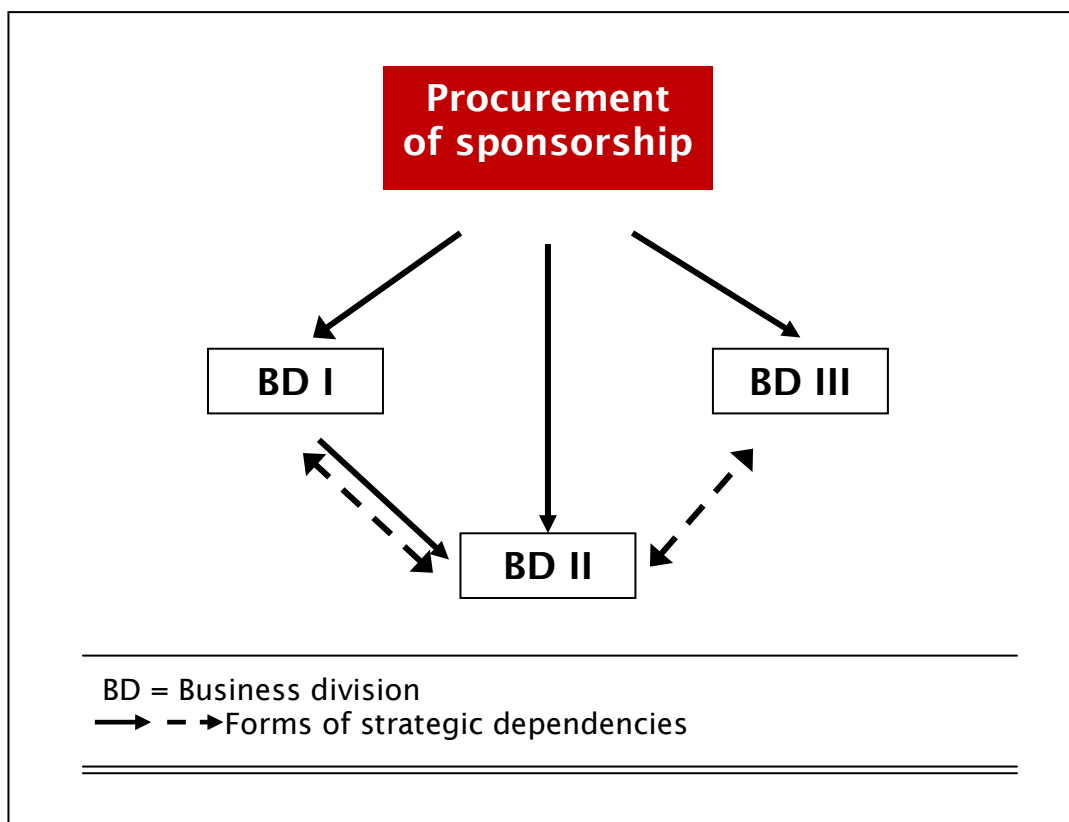 Procurement
of sponsorship
BD I
BD III
BD II
BD = Business division
Forms of strategic dependencies